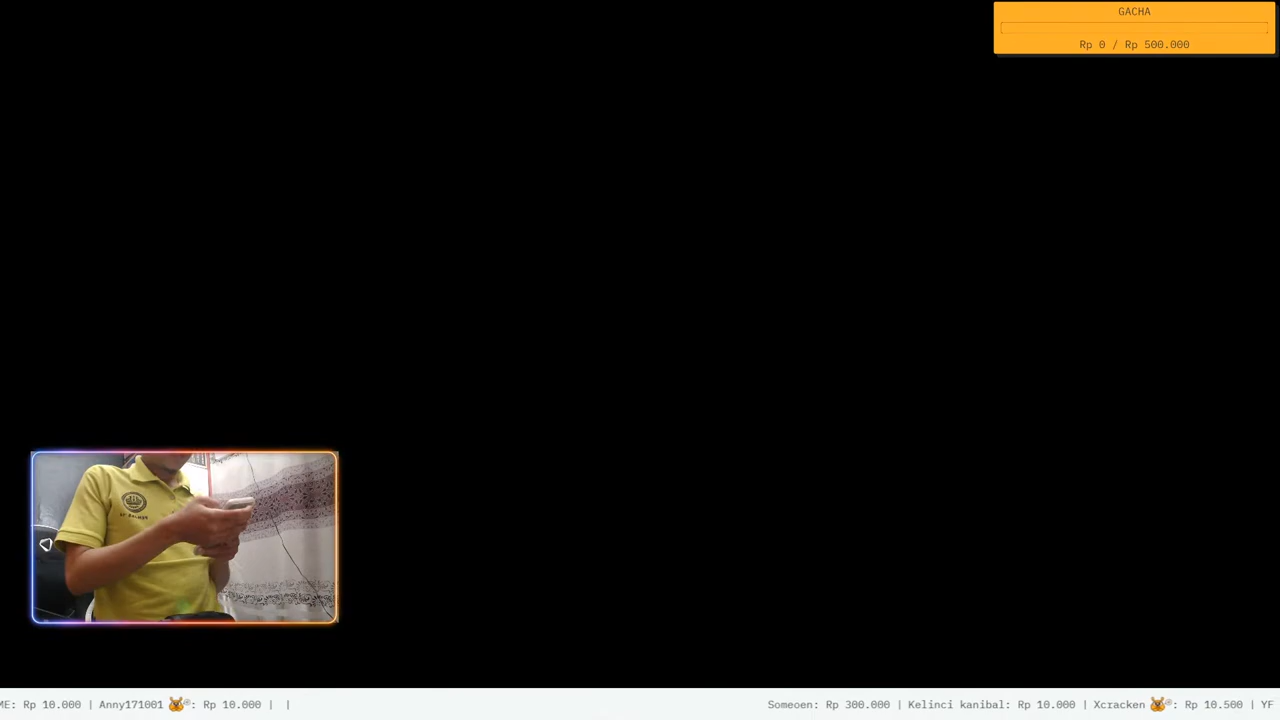 GACHA
Rp 0 / Rp 500.000
ME: Rp 10.000 | Anny171001 : Rp 10.000 | |
Someoen: Rp 300.000 | Kelinci kanibal: Rp 10.000 | Xcracken : Rp 10.500 | YF